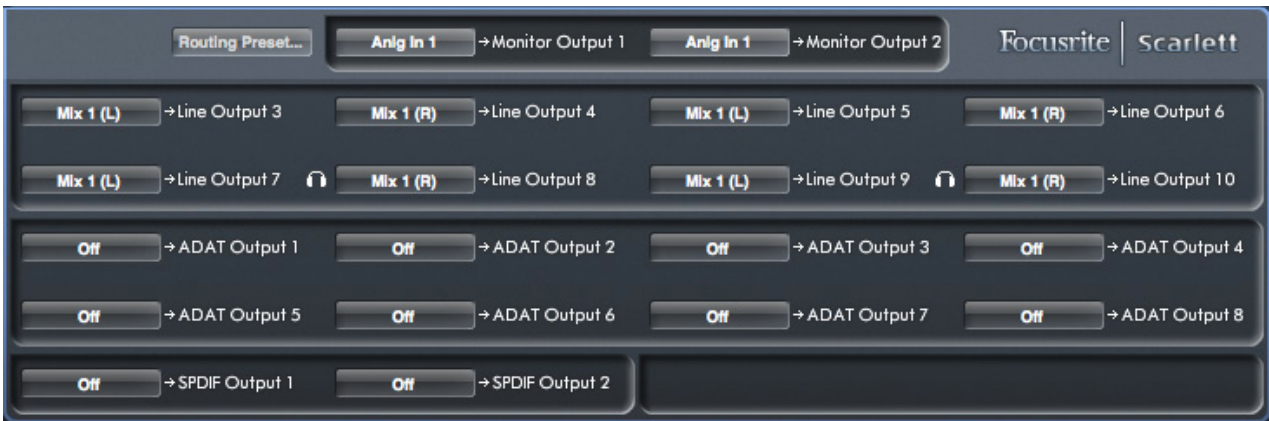 Routing Preset... Anlg In 1 →Monitor Output 1 Anlg In 1 →Monitor Output 2 Focusrite | Scarlett
Mix 1 (L) →Line Output 3 Mix 1 (R) →Line Output 4 Mix 1 (L) →Line Output 5 Mix 1 (R) →Line Output 6
Mix 1 (L) →Line Output 7 Mix 1 (R) →Line Output 8 Mix 1 (L) →Line Output 9 Mix 1 (R) →Line Output 10
Off →ADAT Output 1 Off →ADAT Output 2 Off →ADAT Output 3 Off →ADAT Output 4
Off →ADAT Output 5 Off →ADAT Output 6 Off →ADAT Output 7 Off →ADAT Output 8
Off →SPDIF Output 1 Off →SPDIF Output 2